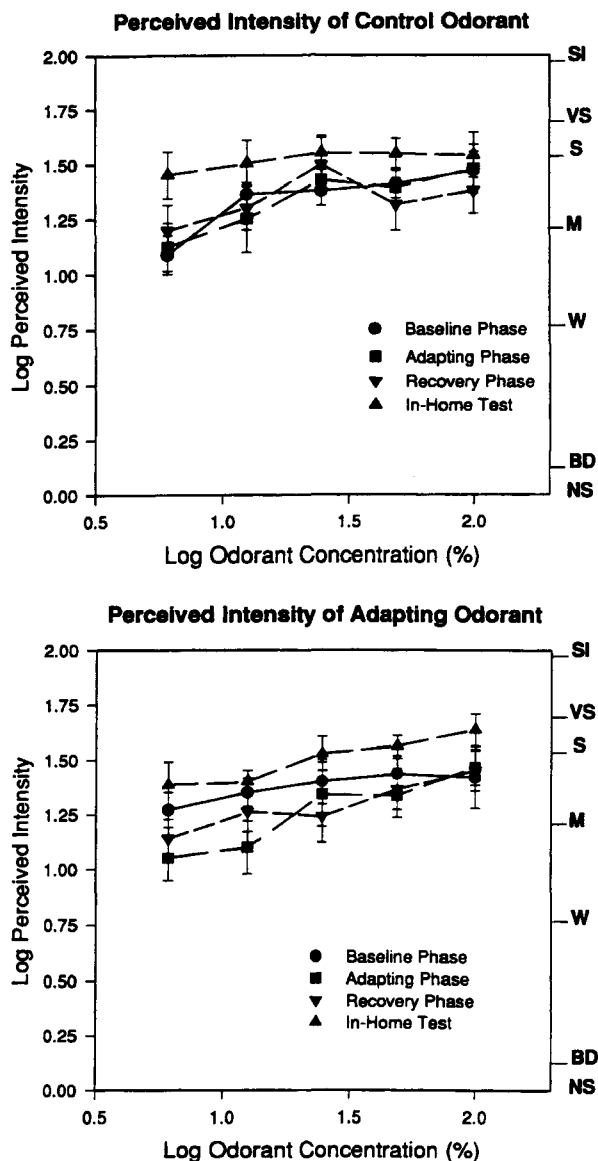 Perceived Intensity of Control Odorant
2.00
1.75
1.50
1.25
1.00
0.75
0.50
0.25
0.00
Log Perceived Intensity
SI
VS
S
M
W
BD
NS
Baseline Phase
Adapting Phase
Recovery Phase
In-Home Test
0.5
1.0
1.5
2.0
Log Odorant Concentration (%)
Perceived Intensity of Adapting Odorant
2.00
1.75
1.50
1.25
1.00
0.75
0.50
0.25
0.00
Log Perceived Intensity
SI
VS
S
M
W
BD
NS
Baseline Phase
Adapting Phase
Recovery Phase
In-Home Test
0.5
1.0
1.5
2.0
Log Odorant Concentration (%)